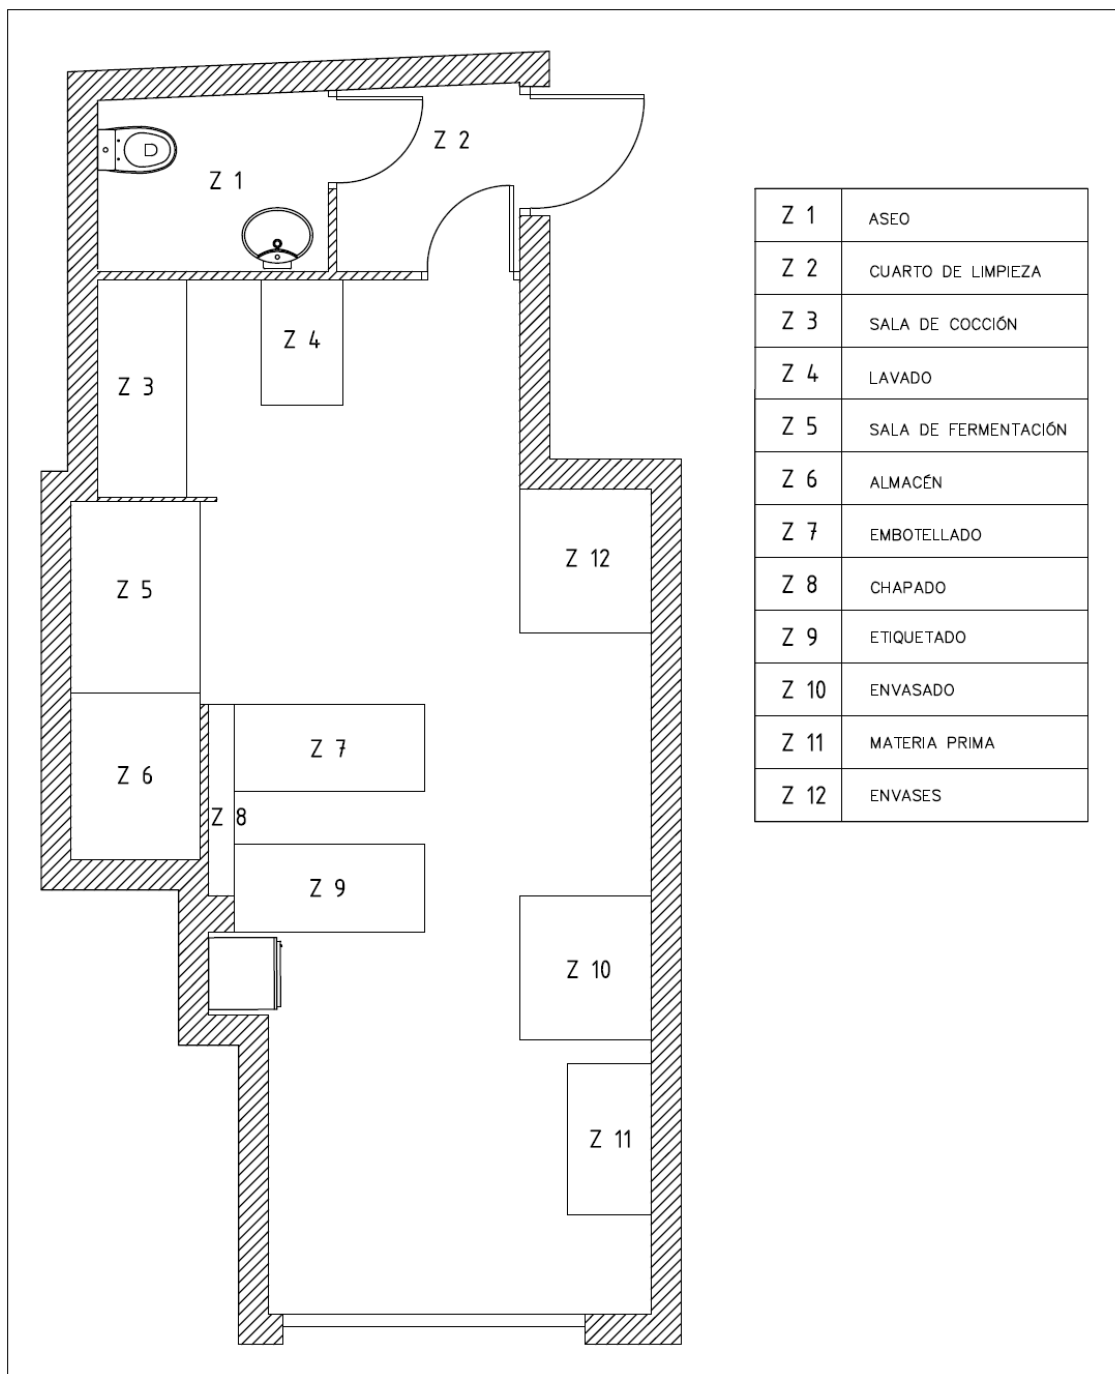 Z 2
Z 1
Z 4
Z 3
Z 12
Z 5
Z 7
Z 6
Z 8
Z 9
Z 10
Z 11
Z 1 ASEO
Z 2 CUARTO DE LIMPIEZA
Z 3 SALA DE COCCIÓN
Z 4 LAVADO
Z 5 SALA DE FERMENTACIÓN
Z 6 ALMACÉN
Z 7 EMBOTELLADO
Z 8 CHAPADO
Z 9 ETIQUETADO
Z 10 ENVASADO
Z 11 MATERIA PRIMA
Z 12 ENVASES